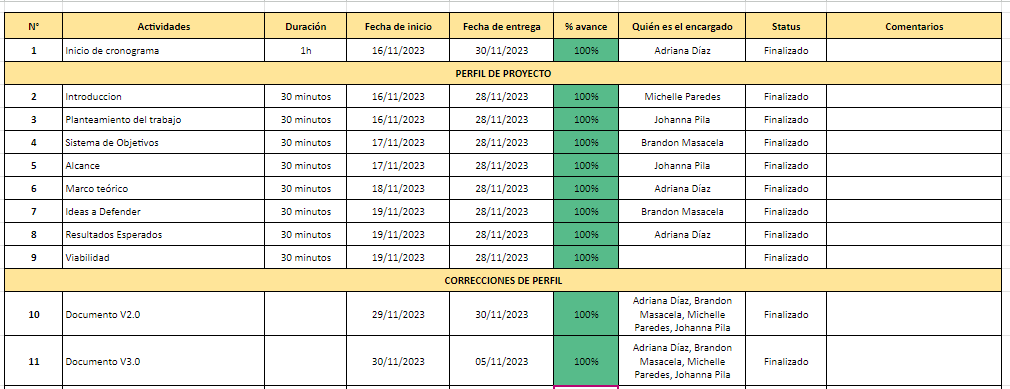 N° Actividades Duración Fecha de inicio Fecha de entrega % avance Quién es el encargado Status Comentarios
1 Inicio de cronograma 1h 16/11/2023 30/11/2023 100% Adriana Díaz Finalizado
PERFIL DE PROYECTO
2 Introduccion 30 minutos 16/11/2023 28/11/2023 100% Michelle Paredes Finalizado
3 Planteamiento del trabajo 30 minutos 16/11/2023 28/11/2023 100% Johanna Pila Finalizado
4 Sistema de Objetivos 30 minutos 17/11/2023 28/11/2023 100% Brandon Masacela Finalizado
5 Alcance 30 minutos 17/11/2023 28/11/2023 100% Johanna Pila Finalizado
6 Marco teórico 30 minutos 18/11/2023 28/11/2023 100% Adriana Díaz Finalizado
7 Ideas a Defender 30 minutos 19/11/2023 28/11/2023 100% Brandon Masacela Finalizado
8 Resultados Esperados 30 minutos 19/11/2023 28/11/2023 100% Adriana Díaz Finalizado
9 Viabilidad 30 minutos 19/11/2023 28/11/2023 100% Finalizado
CORRECCIONES DE PERFIL
10 Documento V2.0 29/11/2023 30/11/2023 100% Adriana Díaz, Brandon
Masacela, Michelle
Paredes, Johanna Pila Finalizado
11 Documento V3.0 30/11/2023 05/11/2023 100% Adriana Díaz, Brandon
Masacela, Michelle
Paredes, Johanna Pila Finalizado